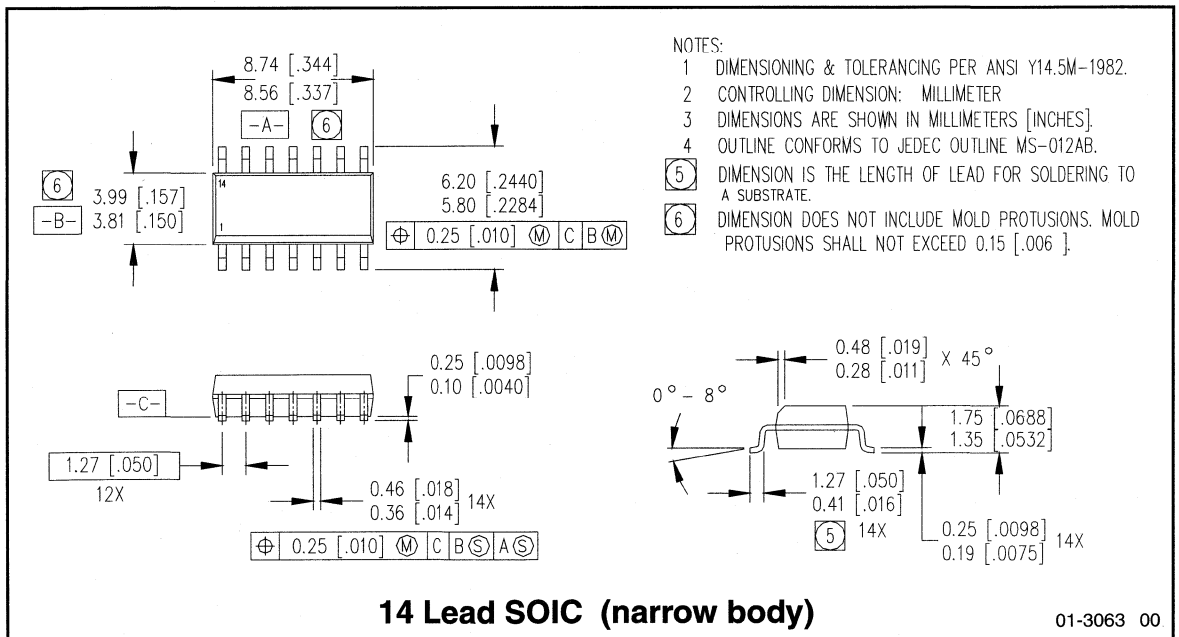 8.74 [.344]
8.56 [.337]
-A- 6
6
3.99 [.157]
-B- 3.81 [.150]
14
1
6.20 [.2440]
5.80 [.2284]
⌖ 0.25 [.010] Ⓜ C B Ⓜ
NOTES:
1 DIMENSIONING & TOLERANCING PER ANSI Y14.5M-1982.
2 CONTROLLING DIMENSION: MILLIMETER
3 DIMENSIONS ARE SHOWN IN MILLIMETERS [INCHES].
4 OUTLINE CONFORMS TO JEDEC OUTLINE MS-012AB.
5 DIMENSION IS THE LENGTH OF LEAD FOR SOLDERING TO
A SUBSTRATE.
6 DIMENSION DOES NOT INCLUDE MOLD PROTUSIONS. MOLD
PROTUSIONS SHALL NOT EXCEED 0.15 [.006 ].
-C-
0.25 [.0098]
0.10 [.0040]
1.27 [.050]
12X
0.46 [.018]
0.36 [.014] 14X
⌖ 0.25 [.010] Ⓜ C B Ⓢ A Ⓢ
0.48 [.019]
0.28 [.011] X 45°
0° - 8°
1.75 [.0688]
1.35 [.0532]
1.27 [.050]
0.41 [.016]
5 14X
0.25 [.0098]
0.19 [.0075] 14X
14 Lead SOIC (narrow body)
01-3063 00